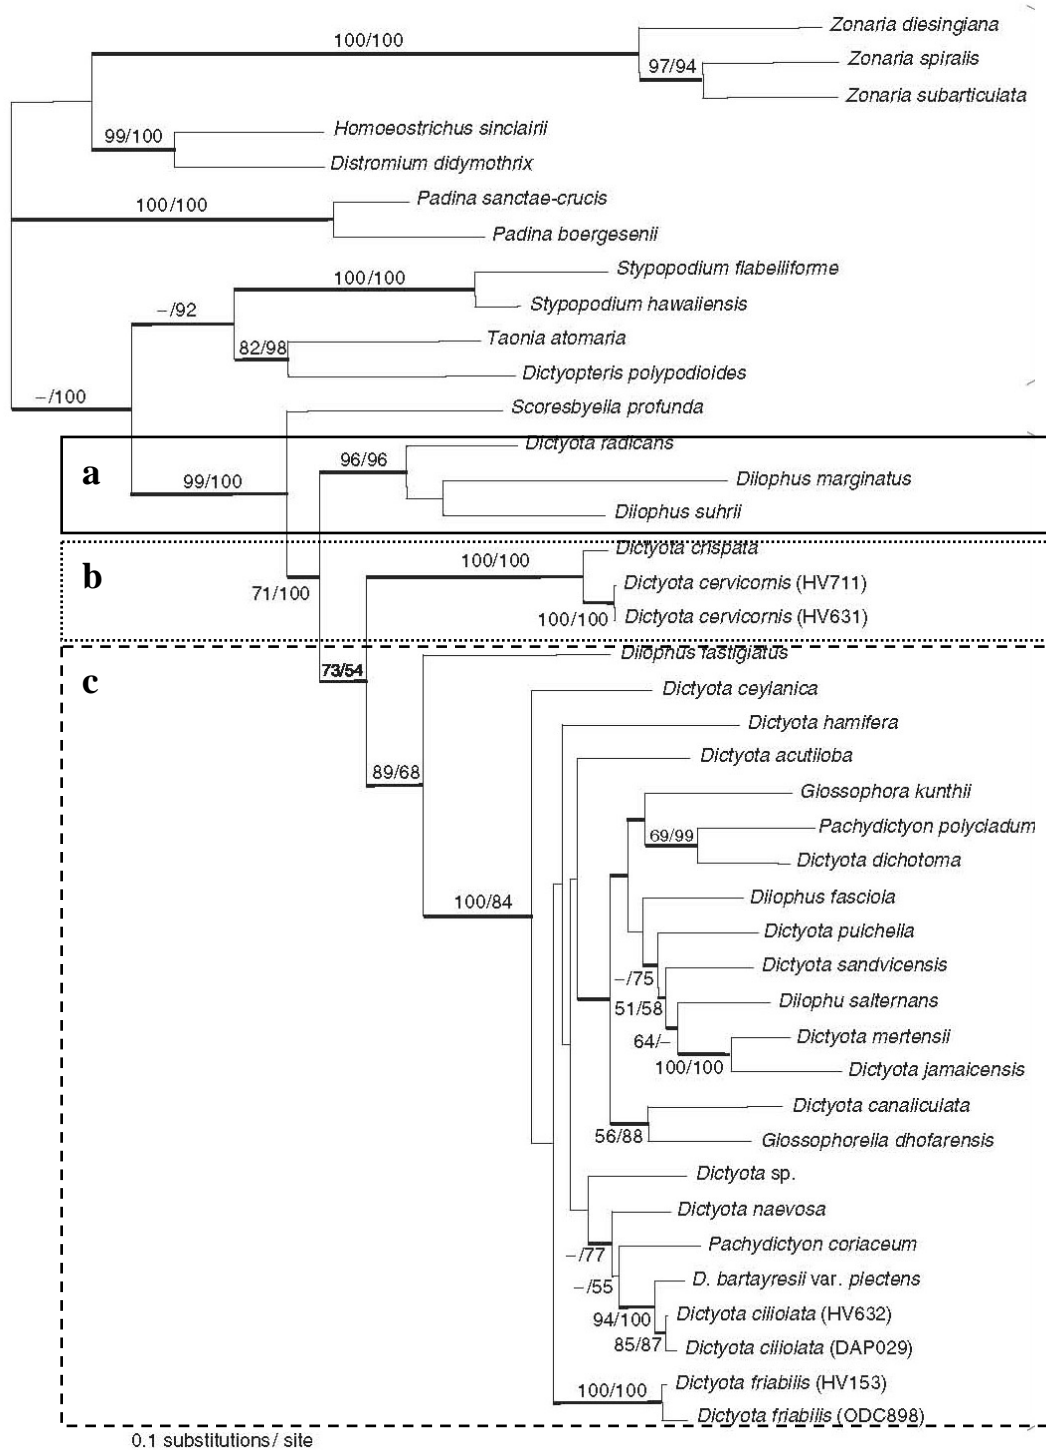 Zonaria diesingiana
100/100
Zonaria spiralis
97/94
Zonaria subarticulata
Homoeostrichus sinclairii
99/100
Distromium didymothrix
Padina sanctae-crucis
100/100
Padina boergesenii
Stypopodium flabelliforme
100/100
Stypopodium hawaiiensis
–/92
Taonia atomaria
82/98
Dictyopteris polypodioides
–/100
Scoresbyella profunda
Dictyota radicans
a
96/96
Dilophus marginatus
99/100
Dilophus suhrii
Dictyota crispata
100/100
b
Dictyota cervicornis (HV711)
71/100
100/100
Dictyota cervicornis (HV631)
Dilophus fastigiatus
73/54
c
Dictyota ceylanica
Dictyota hamifera
Dictyota acutiloba
89/68
Glossophora kunthii
Pachydictyon polycladum
69/99
Dictyota dichotoma
Dilophus fasciola
100/84
Dictyota pulchella
Dictyota sandvicensis
–/75
Dilophu salternans
51/58
Dictyota mertensii
64/–
100/100
Dictyota jamaicensis
Dictyota canaliculata
56/88
Glossophorella dhofarensis
Dictyota sp.
Dictyota naevosa
Pachydictyon coriaceum
–/77
D. bartayresii var. plectens
–/55
Dictyota ciliolata (HV632)
94/100
85/87
Dictyota ciliolata (DAP029)
Dictyota friabilis (HV153)
100/100
Dictyota friabilis (ODC898)
0.1 substitutions/ site